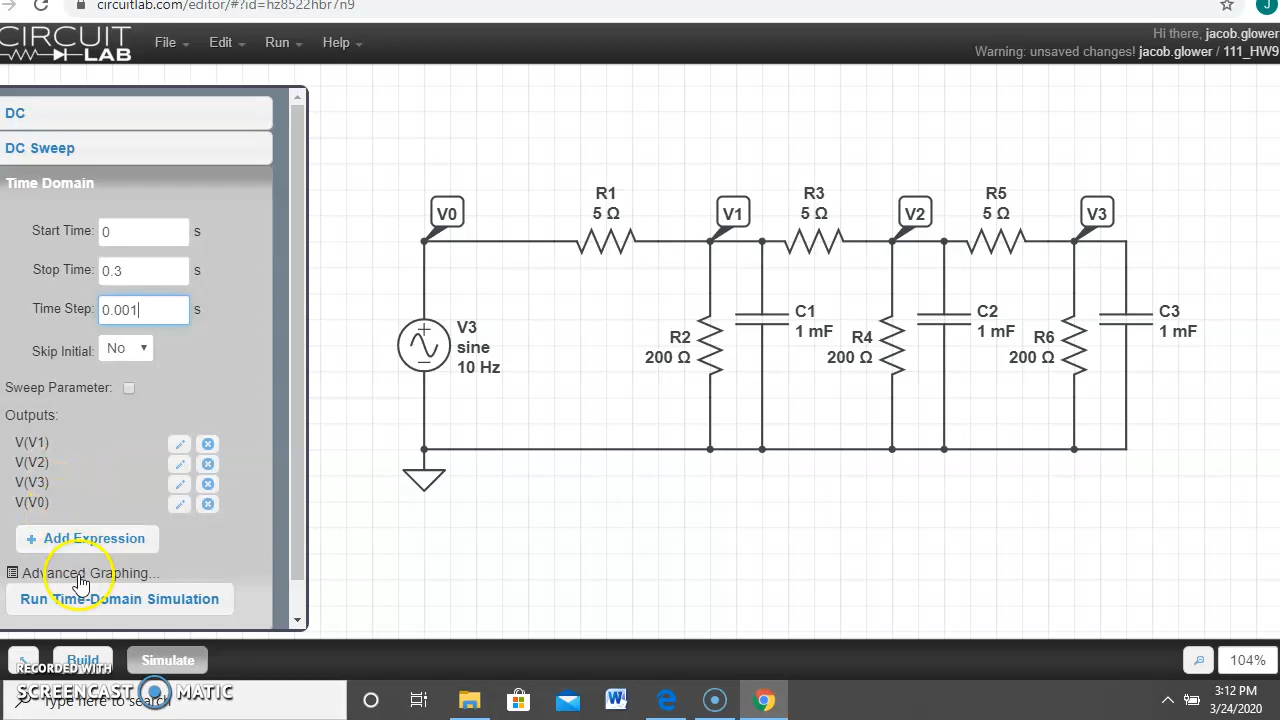 circuitlab.com/editor/#?id=hz8522hbr7n9
J
CIRCUIT
LAB
File Edit Run Help
Hi there, jacob.glower
Warning: unsaved changes! jacob.glower / 111_HW9
DC
DC Sweep
Time Domain
Start Time: 0 s
Stop Time: 0.3 s
Time Step: 0.001 s
Skip Initial: No
Sweep Parameter:
Outputs:
V(V1)
V(V2)
V(V3)
V(V0)
+ Add Expression
Advanced Graphing...
Run Time-Domain Simulation
V0
R1
5 Ω
V1
R3
5 Ω
V2
R5
5 Ω
V3
V3
sine
10 Hz
R2
200 Ω
C1
1 mF
R4
200 Ω
C2
1 mF
R6
200 Ω
C3
1 mF
Build Simulate
104%
RECORDED WITH
SCREENCAST MATIC
Type here to search
3:12 PM
3/24/2020